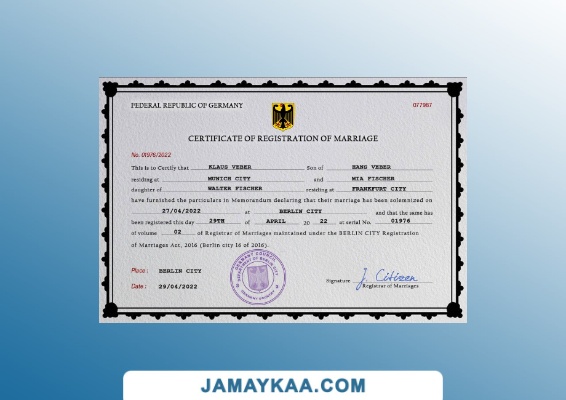 FEDERAL REPUBLIC OF GERMANY
077987
CERTIFICATE OF REGISTRATION OF MARRIAGE
No. 01976/2022
This is to Certify that KLAUS VEBER Son of HANS VEBER
residing at MUNICH CITY and MIA FISCHER
daughter of WALTER FISCHER residing at FRANKFURT CITY
have furnished the particulars in Memorandum declaring that their marriage has been solemnized on
27/04/2022 at BERLIN CITY and that the same has
been registered this day 29TH of APRIL 20 22 at serial No. 01976
of volume 02 of Registrar of Marriages maintained under the BERLIN CITY Registration
of Marriages Act, 2016 (Berlin city 16 of 2016).
Place: BERLIN CITY
Date: 29/04/2022
Signature J. Citizen
Registrar of Marriages
JAMAYKAA.COM